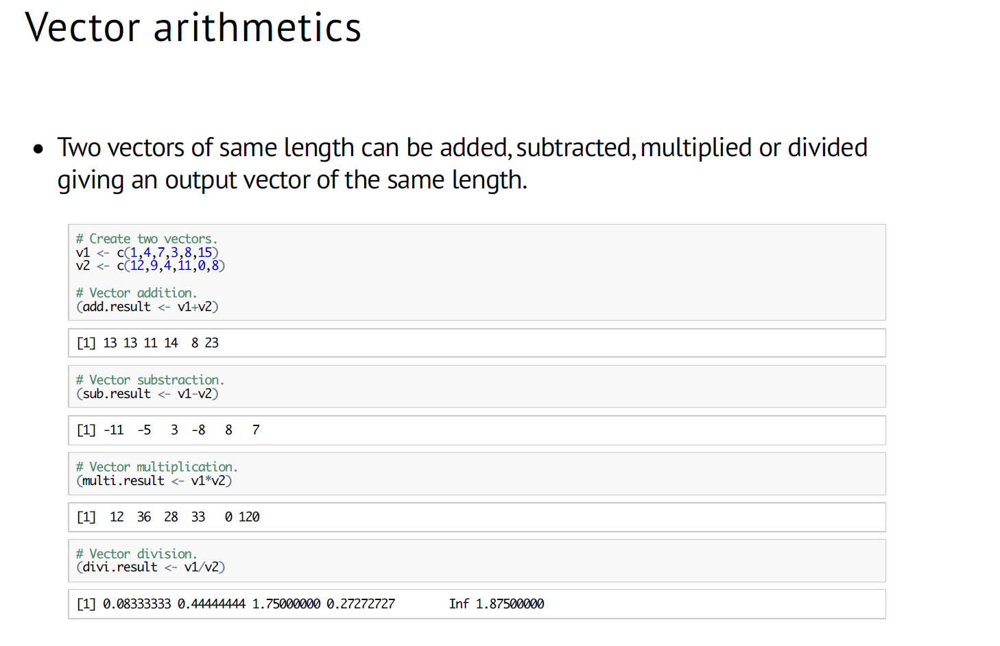 Vector arithmetics
• Two vectors of same length can be added, subtracted, multiplied or divided
giving an output vector of the same length.
# Create two vectors.
v1 <- c(1,4,7,3,8,15)
v2 <- c(12,9,4,11,0,8)
# Vector addition.
(add.result <- v1+v2)
[1] 13 13 11 14  8 23
# Vector substraction.
(sub.result <- v1-v2)
[1] -11  -5   3  -8   8   7
# Vector multiplication.
(multi.result <- v1*v2)
[1]  12  36  28  33   0 120
# Vector division.
(divi.result <- v1/v2)
[1] 0.08333333 0.44444444 1.75000000 0.27272727        Inf 1.87500000